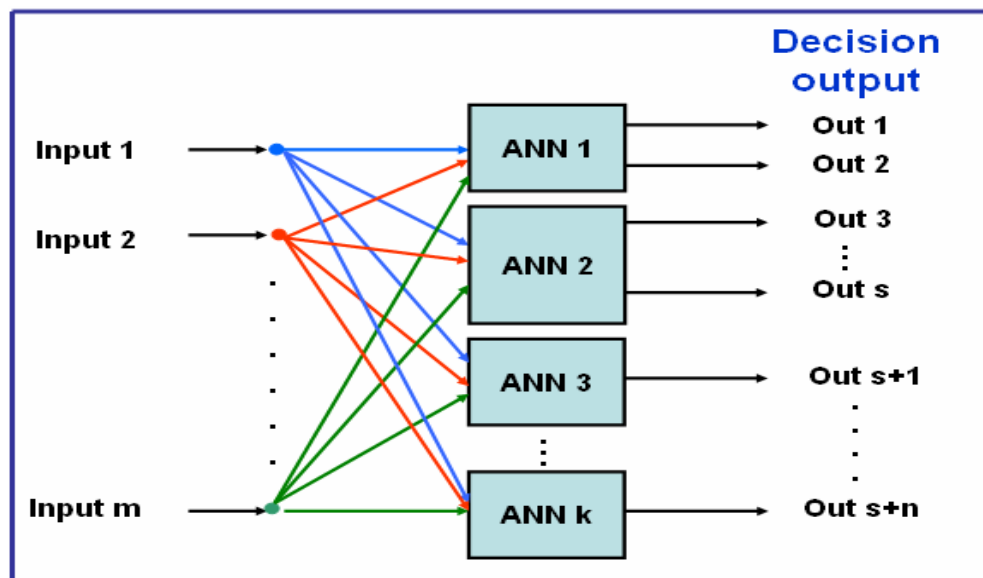 Decision
output
Input 1
Input 2
Input m
ANN 1
ANN 2
ANN 3
ANN k
Out 1
Out 2
Out 3
Out s
Out s+1
Out s+n